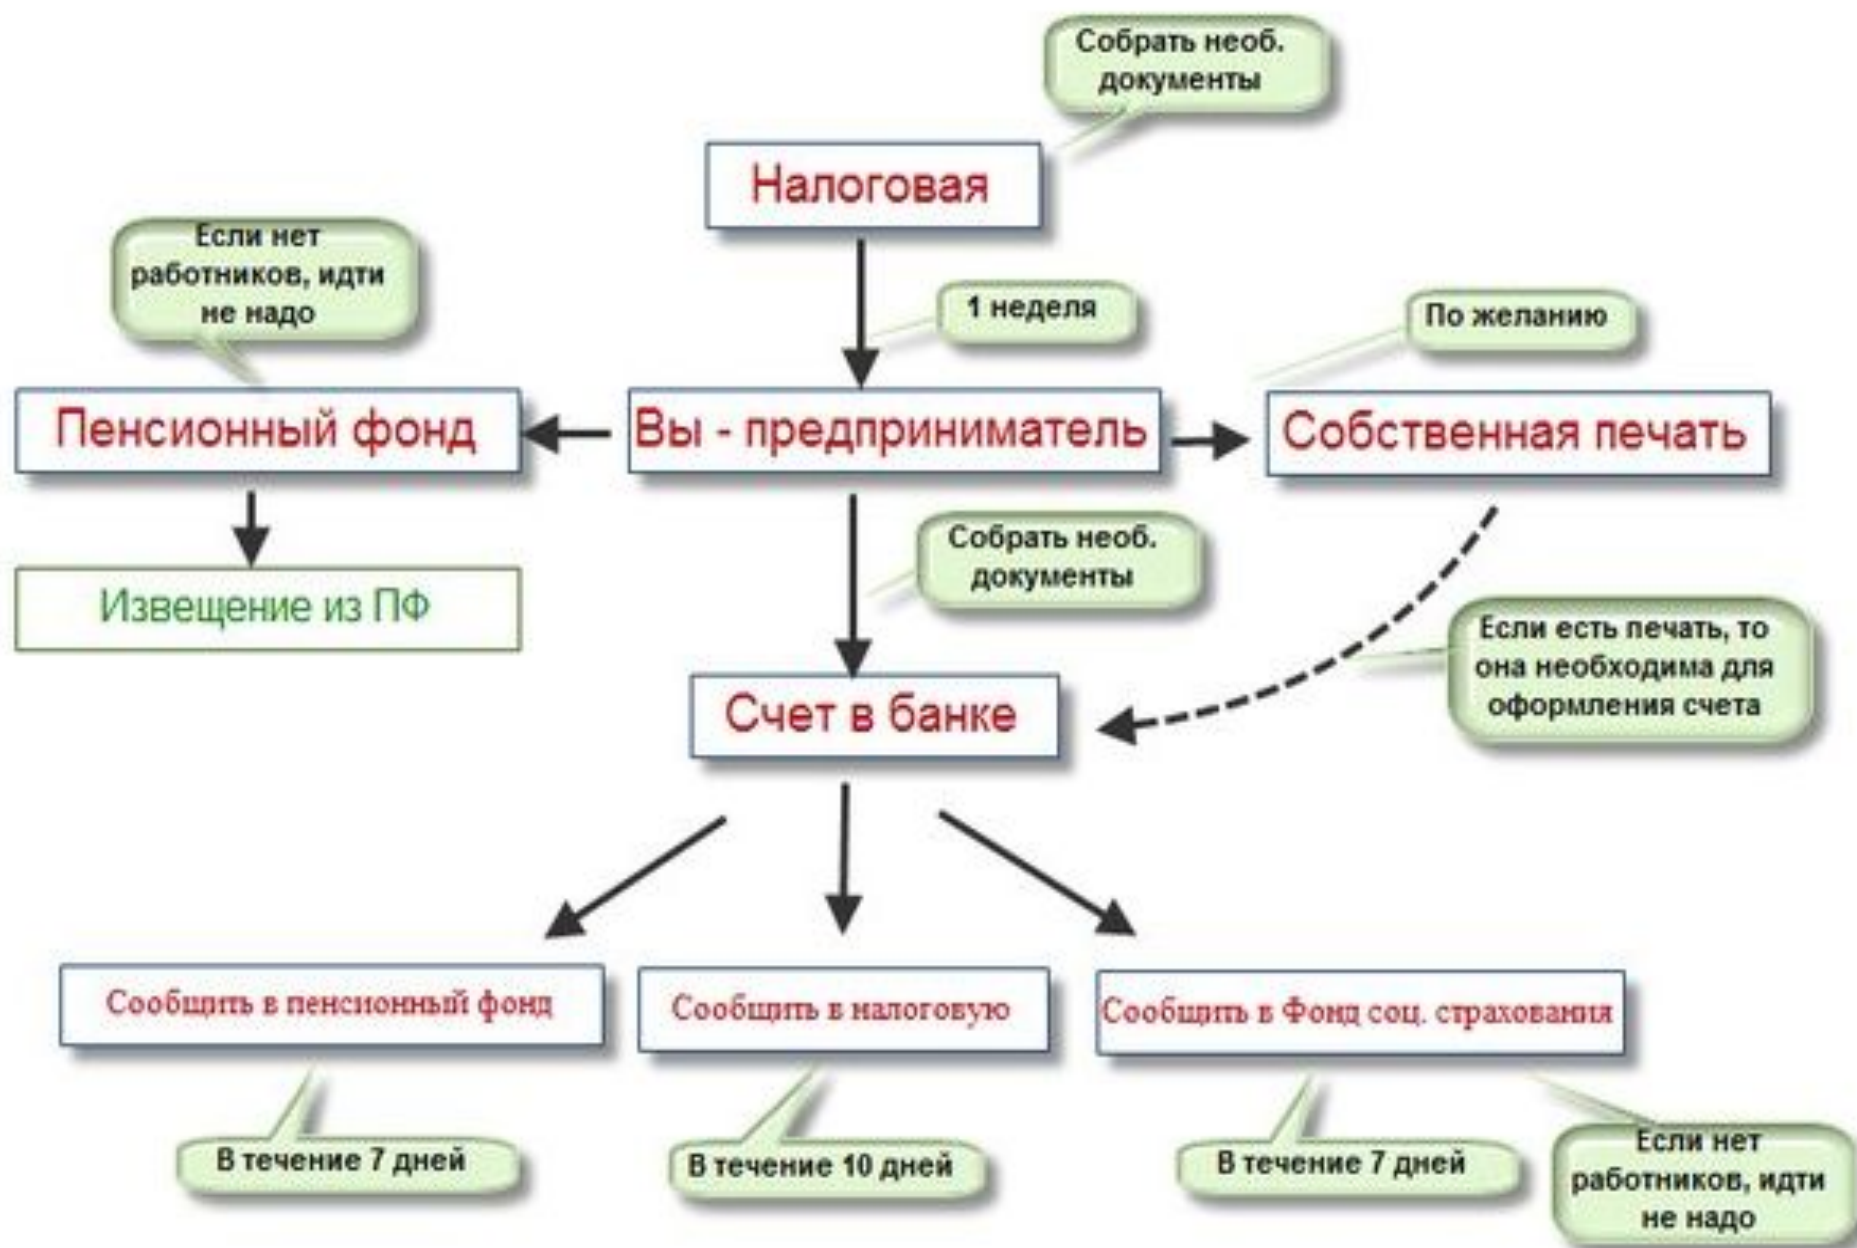 Собрать необ.
документы
Налоговая
Если нет
работников, идти
не надо
1 неделя
По желанию
Пенсионный фонд
Вы - предприниматель
Собственная печать
Собрать необ.
документы
Извещение из ПФ
Если есть печать, то
она необходима для
оформления счета
Счет в банке
Сообщить в пенсионный фонд
Сообщить в налоговую
Сообщить в Фонд соц. страхования
В течение 7 дней
В течение 10 дней
В течение 7 дней
Если нет
работников, идти
не надо